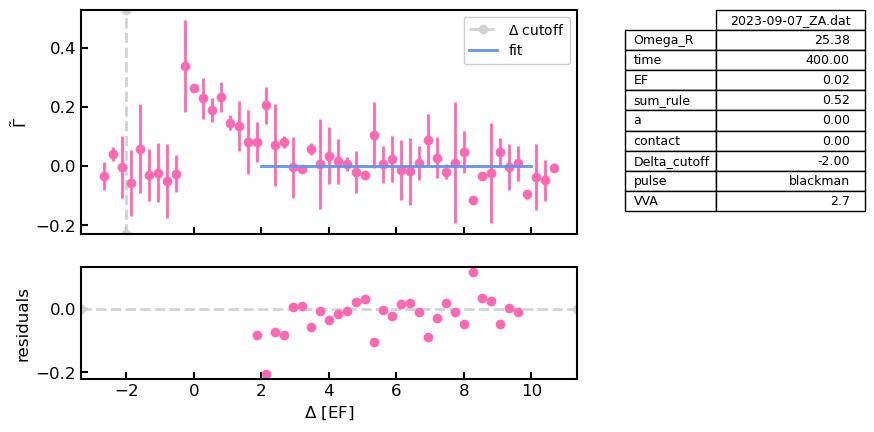 0.4
0.2
0.0
−0.2
Γ̃
Δ cutoff
fit
0.0
−0.2
residuals
−2
0
2
4
6
8
10
Δ [EF]
2023-09-07_ZA.dat
Omega_R 25.38
time 400.00
EF 0.02
sum_rule 0.52
a 0.00
contact 0.00
Delta_cutoff -2.00
pulse blackman
VVA 2.7